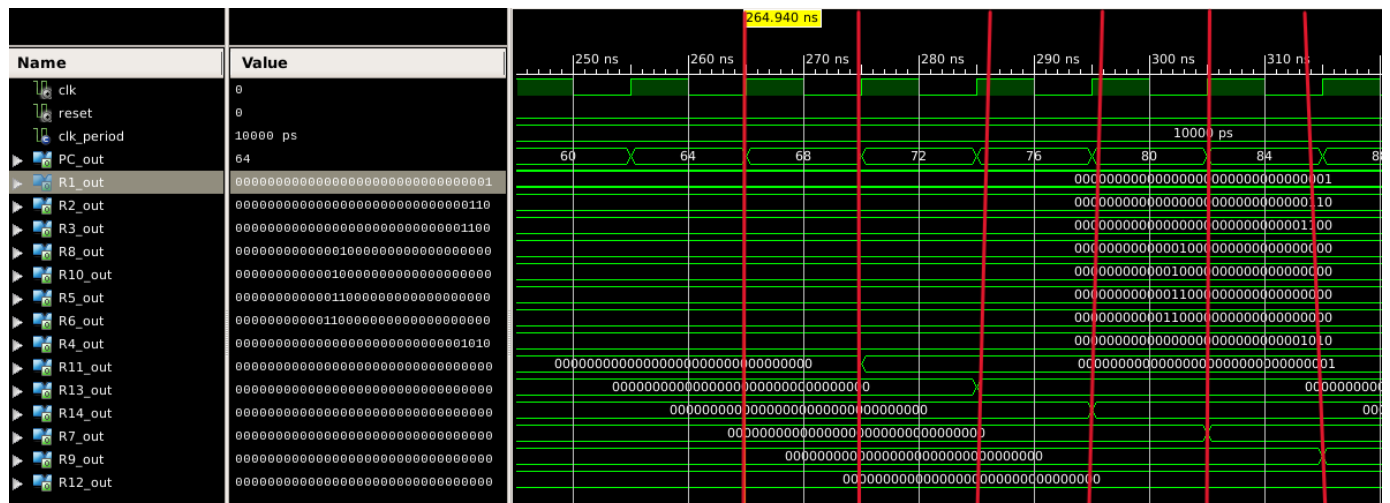 264.940 ns
Name Value
250 ns 260 ns 270 ns 280 ns 290 ns 300 ns 310 ns
clk 0
reset 0
clk_period 10000 ps 10000 ps
PC_out 64 60 64 68 72 76 80 84
R1_out 00000000000000000000000000000001 00000000000000000000000000000001
R2_out 00000000000000000000000000000110 00000000000000000000000000000110
R3_out 00000000000000000000000000001100 00000000000000000000000000001100
R8_out 00000000000001000000000000000000 00000000000001000000000000000000
R10_out 00000000000010000000000000000000 00000000000010000000000000000000
R5_out 00000000000011000000000000000000 00000000000011000000000000000000
R6_out 00000000000110000000000000000000 00000000000110000000000000000000
R4_out 00000000000000000000000000001010 00000000000000000000000000001010
R11_out 00000000000000000000000000000000 00000000000000000000000000000000 00000000000000000000000000000001
R13_out 00000000000000000000000000000000 00000000000000000000000000000000
R14_out 00000000000000000000000000000000 00000000000000000000000000000000
R7_out 00000000000000000000000000000000 00000000000000000000000000000000
R9_out 00000000000000000000000000000000 00000000000000000000000000000000
R12_out 00000000000000000000000000000000 00000000000000000000000000000000